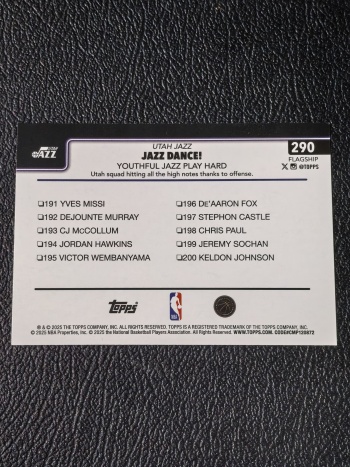 UTAH
JAZZ
UTAH JAZZ
JAZZ DANCE!
YOUTHFUL JAZZ PLAY HARD
Utah squad hitting all the high notes thanks to offense.
290
FLAGSHIP
@TOPPS
❏191 YVES MISSI
❏192 DEJOUNTE MURRAY
❏193 CJ McCOLLUM
❏194 JORDAN HAWKINS
❏195 VICTOR WEMBANYAMA
❏196 DE'AARON FOX
❏197 STEPHON CASTLE
❏198 CHRIS PAUL
❏199 JEREMY SOCHAN
❏200 KELDON JOHNSON
Topps
NBA
® & © 2025 THE TOPPS COMPANY, INC. ALL RIGHTS RESERVED. TOPPS IS A REGISTERED TRADEMARK OF THE TOPPS COMPANY, INC.
© 2025 NBA Properties, Inc. © 2025 the National Basketball Players Association. All Rights Reserved. WWW.TOPPS.COM. CODE#CMP120872